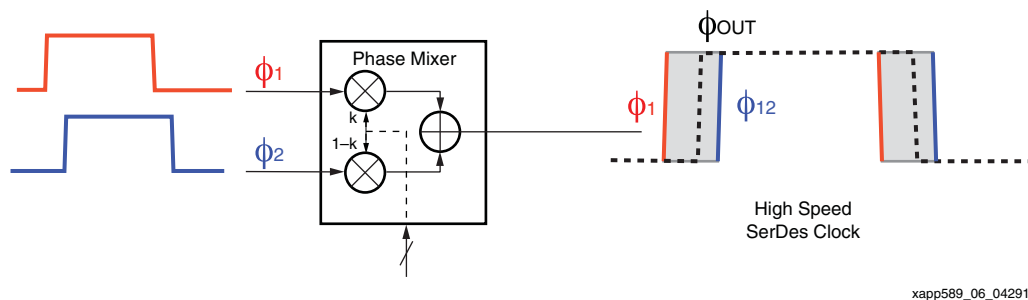 ϕOUT
Phase Mixer
ϕ1
k
ϕ1
ϕ12
1–k
ϕ2
High Speed
SerDes Clock
xapp589_06_04291